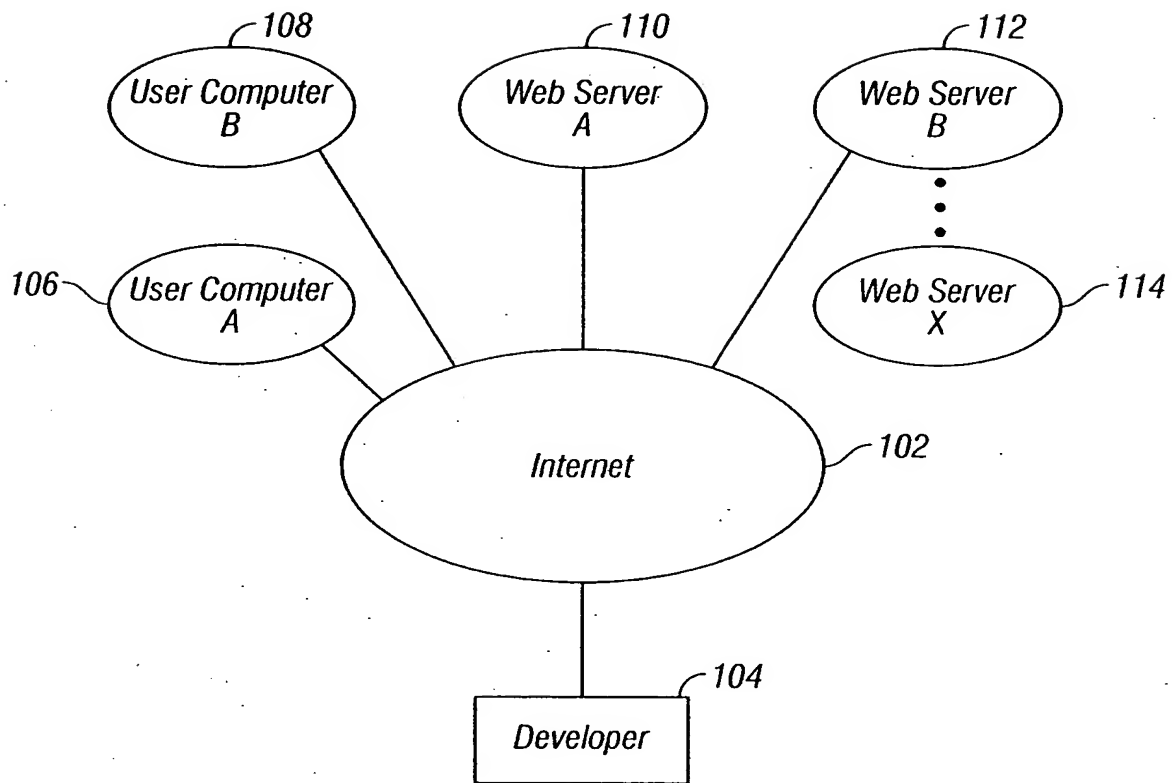 108
110
112
User Computer
B
Web Server
A
Web Server
B
106
User Computer
A
Web Server
X
114
Internet
102
104
Developer